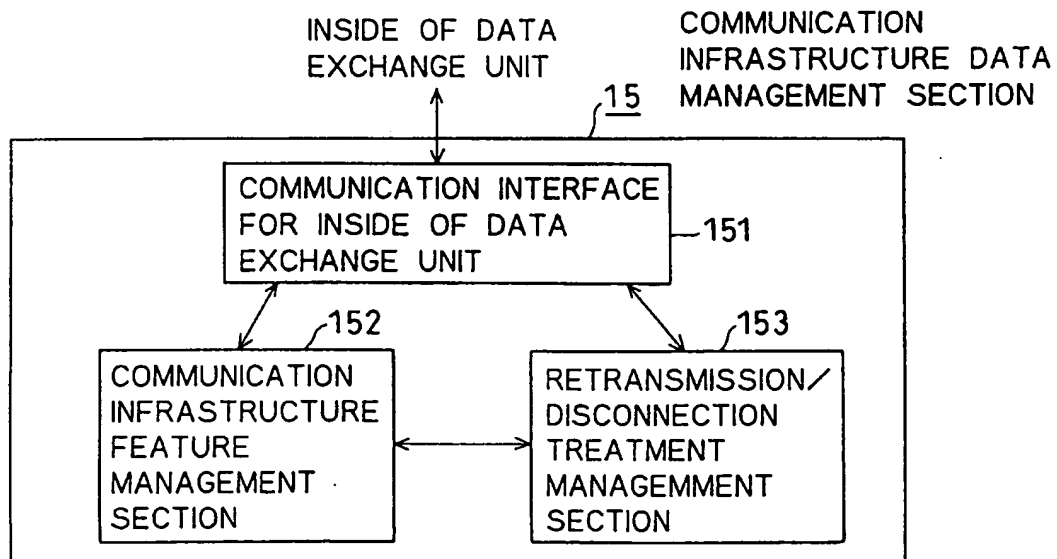 INSIDE OF DATA
EXCHANGE UNIT
COMMUNICATION
INFRASTRUCTURE DATA
MANAGEMENT SECTION
15
COMMUNICATION INTERFACE
FOR INSIDE OF DATA
EXCHANGE UNIT
151
152
COMMUNICATION
INFRASTRUCTURE
FEATURE
MANAGEMENT
SECTION
153
RETRANSMISSION/
DISCONNECTION
TREATMENT
MANAGEMMENT
SECTION